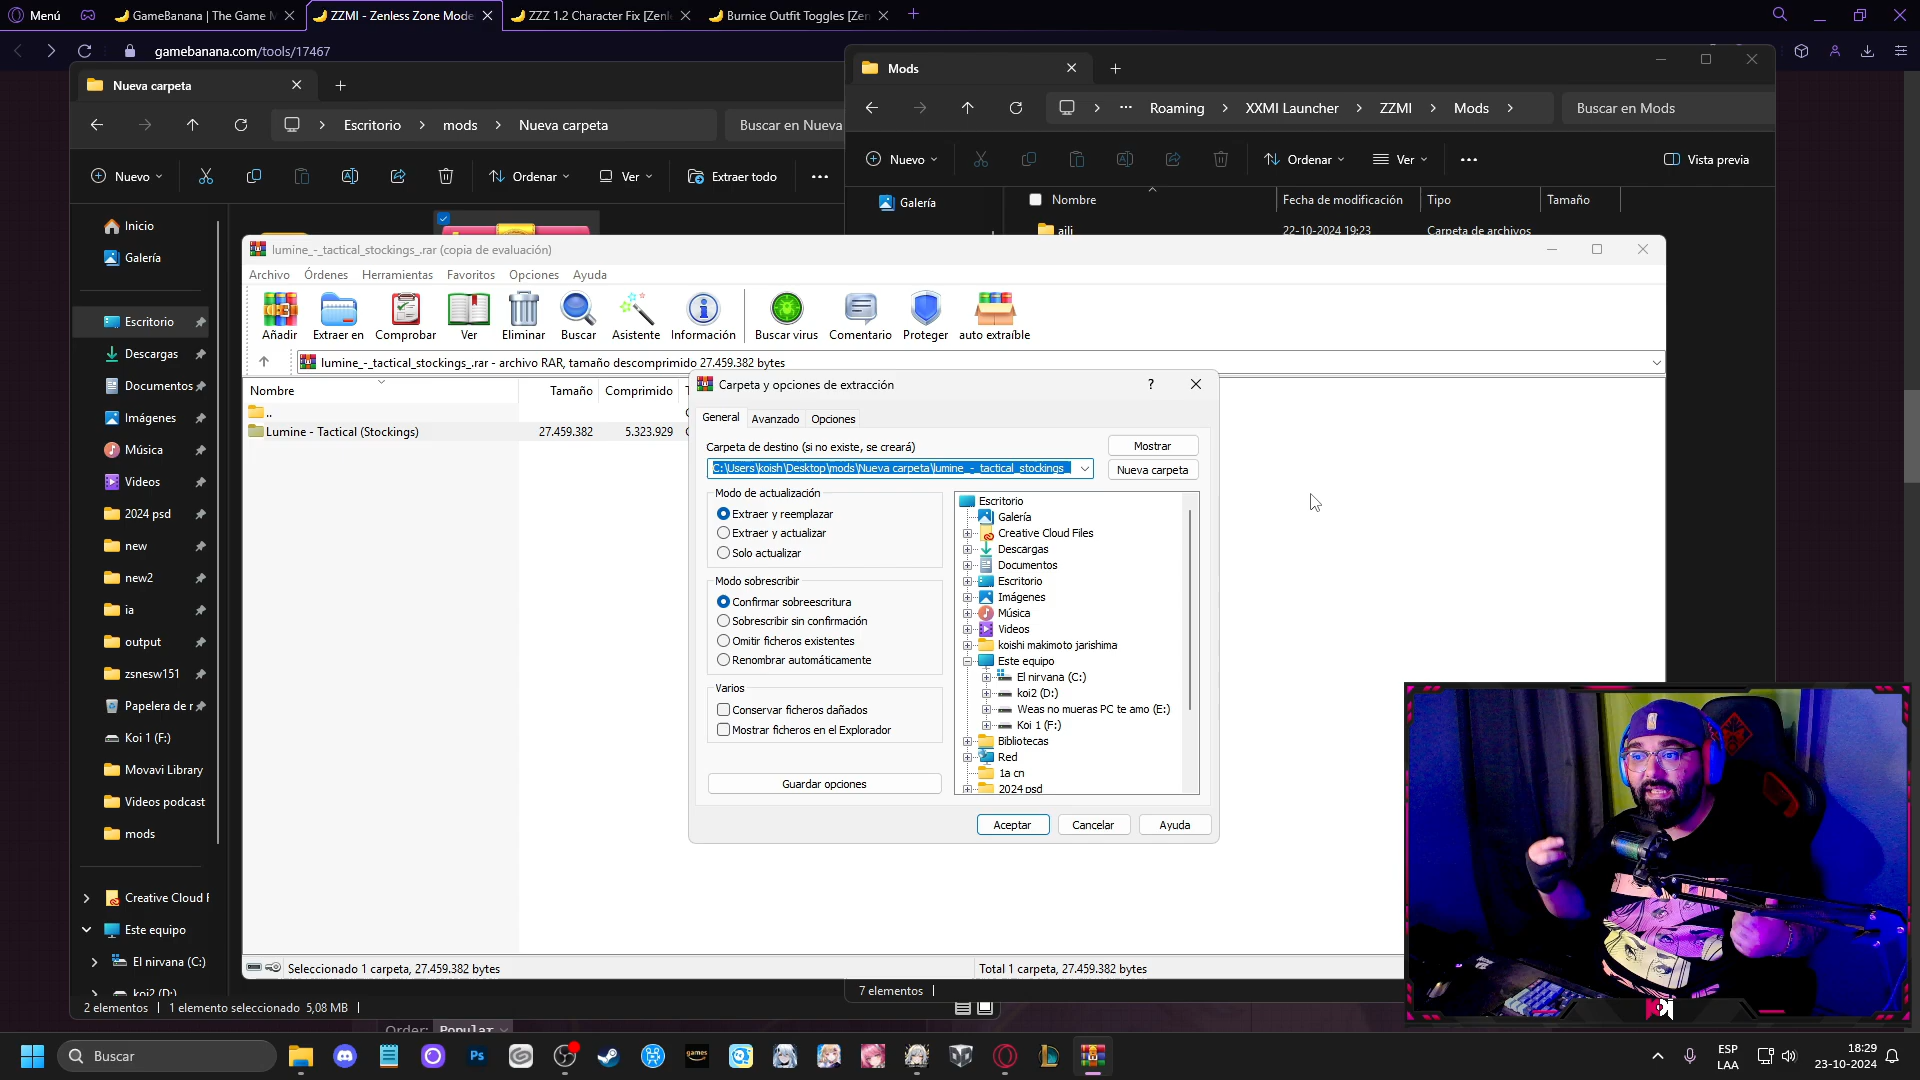 Menú
GameBanana | The Game M
ZZMI - Zenless Zone Mode
ZZZ 1.2 Character Fix [Zenl
Burnice Outfit Toggles [Zen
gamebanana.com/tools/17467
Nueva carpeta
Escritorio > mods > Nueva carpeta
Buscar en Nueva
Nuevo
Ordenar
Ver
Extraer todo
Mods
Roaming > XXMI Launcher > ZZMI > Mods >
Buscar en Mods
Nuevo
Ordenar
Ver
Vista previa
Galería
Nombre
Fecha de modificación
Tipo
Tamaño
aili
22-10-2024 19:23
Carpeta de archivos
Inicio
Galería
Escritorio
Descargas
Documentos
Imágenes
Música
Videos
2024 psd
new
new2
ia
output
zsnesw151
Papelera de r
Koi 1 (F:)
Movavi Library
Videos podcast
mods
Creative Cloud F
Este equipo
El nirvana (C:)
koi2 (D:)
2 elementos
1 elemento seleccionado 5,08 MB
lumine_-_tactical_stockings_.rar (copia de evaluación)
Archivo Órdenes Herramientas Favoritos Opciones Ayuda
Añadir
Extraer en
Comprobar
Ver
Eliminar
Buscar
Asistente
Información
Buscar virus
Comentario
Proteger
auto extraíble
lumine_-_tactical_stockings_.rar - archivo RAR, tamaño descomprimido 27.459.382 bytes
Nombre
Tamaño
Comprimido
..
Lumine - Tactical (Stockings)
27.459.382
5.323.929
Carpeta y opciones de extracción
?
General
Avanzado
Opciones
Carpeta de destino (si no existe, se creará)
C:\Users\koish\Desktop\mods\Nueva carpeta\lumine_-_tactical_stockings_
Mostrar
Nueva carpeta
Modo de actualización
Extraer y reemplazar
Extraer y actualizar
Solo actualizar
Modo sobrescribir
Confirmar sobreescritura
Sobrescribir sin confirmación
Omitir ficheros existentes
Renombrar automáticamente
Varios
Conservar ficheros dañados
Mostrar ficheros en el Explorador
Guardar opciones
Escritorio
Galería
Creative Cloud Files
Descargas
Documentos
Escritorio
Imágenes
Música
Videos
koishi makimoto jarishima
Este equipo
El nirvana (C:)
koi2 (D:)
Weas no mueras PC te amo (E:)
Koi 1 (F:)
Bibliotecas
Red
1a cn
2024 psd
Aceptar
Cancelar
Ayuda
Seleccionado 1 carpeta, 27.459.382 bytes
Total 1 carpeta, 27.459.382 bytes
7 elementos
Order: Popular
Buscar
Ps
games
ESP
LAA
18:29
23-10-2024